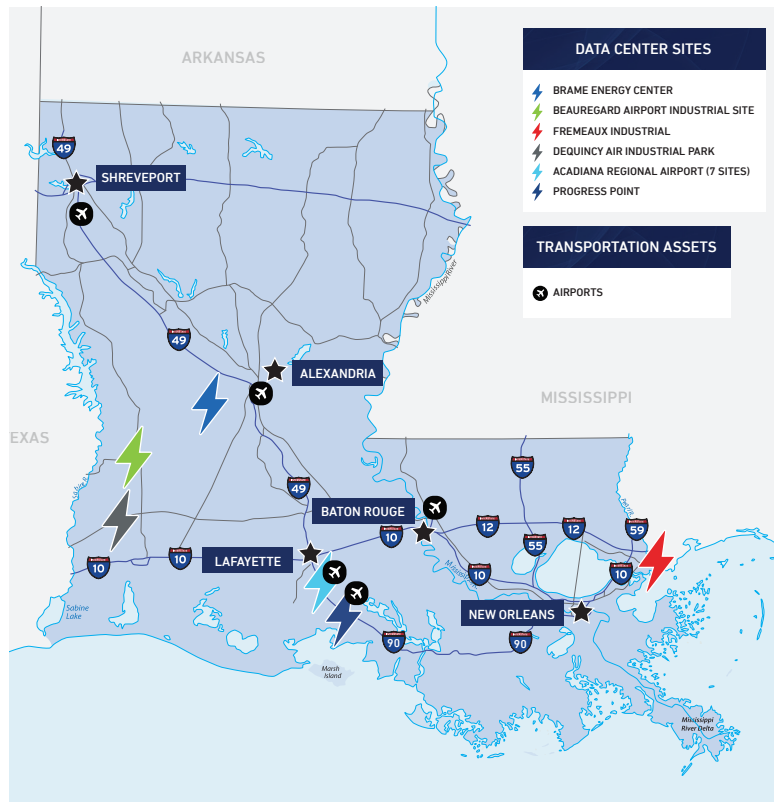 ARKANSAS
DATA CENTER SITES
BRAME ENERGY CENTER
BEAUREGARD AIRPORT INDUSTRIAL SITE
FREMEAUX INDUSTRIAL
DEQUINCY AIR INDUSTRIAL PARK
ACADIANA REGIONAL AIRPORT (7 SITES)
PROGRESS POINT
TRANSPORTATION ASSETS
AIRPORTS
49
SHREVEPORT
Mississippi River
49
ALEXANDRIA
MISSISSIPPI
EXAS
55
49
BATON ROUGE
12
12
59
10
55
10
10
LAFAYETTE
10
10
Sabine
Lake
NEW ORLEANS
90
90
Marsh
Island
Mississippi
River Delta